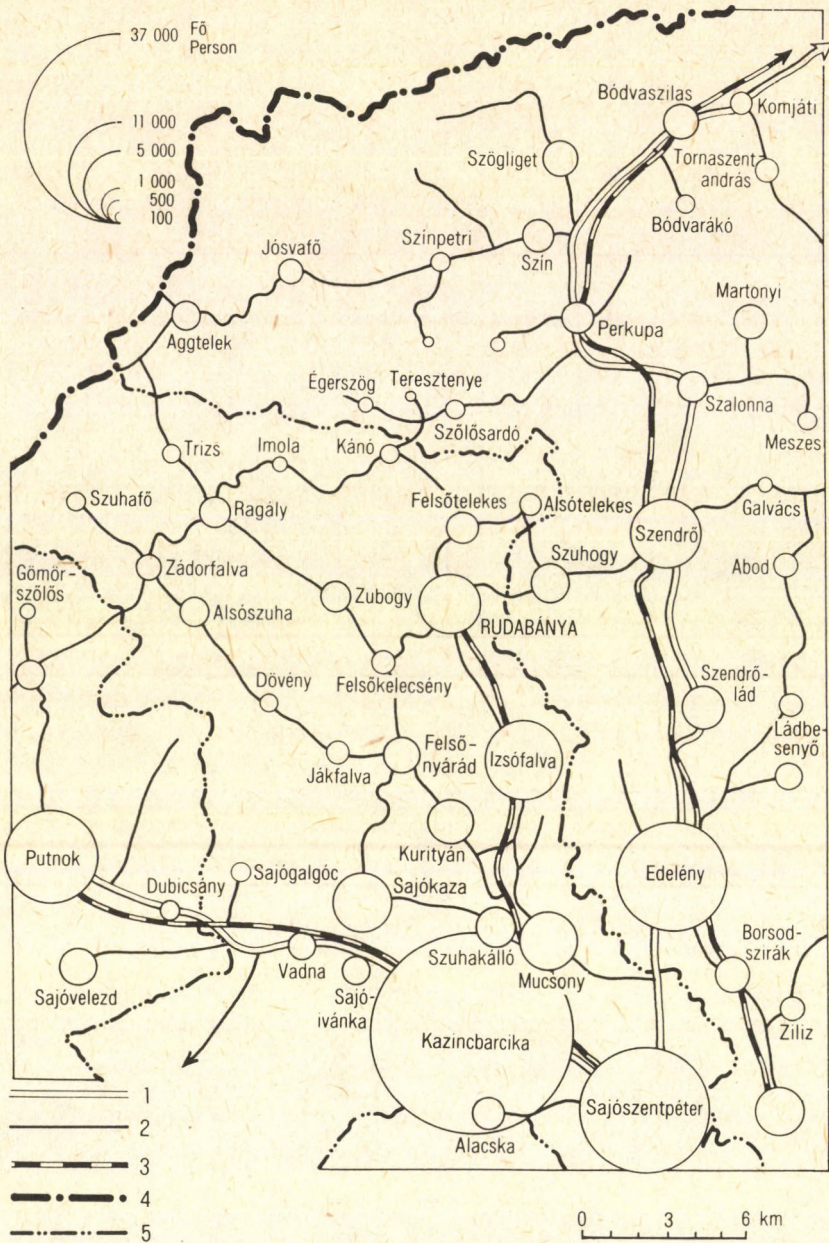 37 000 Fő
Person
11 000
5 000
1 000
500
100
Bódvaszilas
Komjáti
Szögliget
Tornaszent
andrás
Bódvarákó
Színpetri
Szín
Jósvafő
Martonyi
Aggtelek
Perkupa
Égerszög
Teresztenye
Szalonna
Szőlősardó
Meszes
Trizs
Imola
Kánó
Szuhafő
Ragály
Felsőtelekes
Alsótelekes
Galvács
Szendrő
Gömör-
szőlős
Zádorfalva
Szuhogy
Abod
Alsószuha
Zubogy
RUDABÁNYA
Dövény
Felsőkelecsény
Szendrő-
lád
Ládbe-
senyő
Jákfalva
Felső-
nyárád
Izsófalva
Putnok
Kurityán
Edelény
Dubicsány
Sajógalgóc
Sajókaza
Borsod-
szirák
Sajóvelezd
Vadna
Sajó-
ivánka
Szuhakálló
Mucsony
Ziliz
Kazincbarcika
Sajószentpéter
Alacska
1
2
3
4
5
0 3 6 km